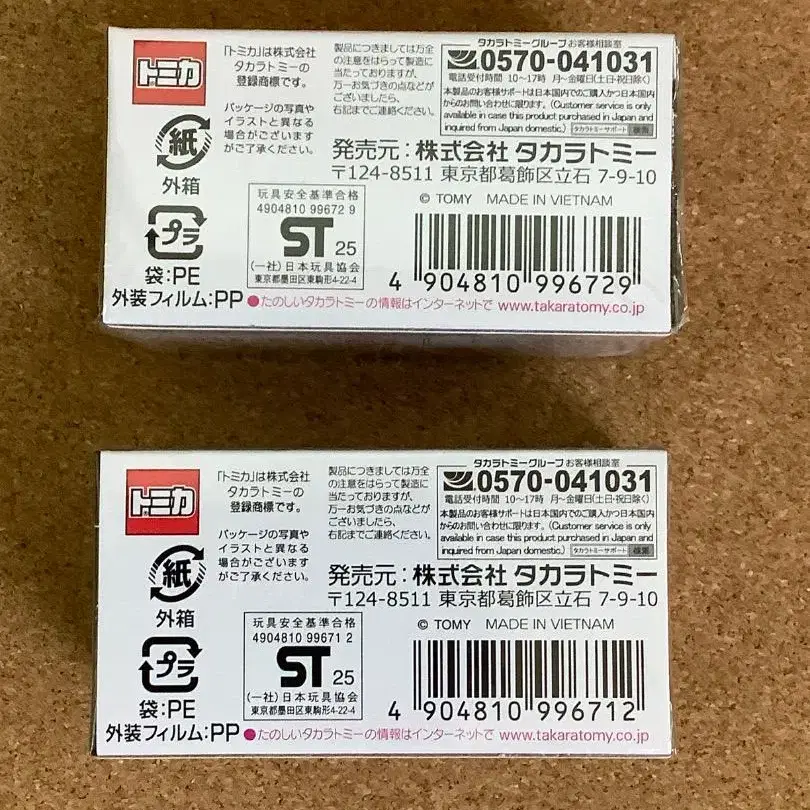 トミカ
「トミカ」は株式会社
タカラトミーの
登録商標です。
パッケージの写真や
イラストと異なる
場合がございます
がご了承ください。
製品につきましては万全
の注意をはらって製造に
当たっておりますが、
万一お気づきの点などが
ございましたら、
右記までご連絡ください。
タカラトミーグループ お客様相談室
0570-041031
電話受付時間 10~17時 月~金曜日(土・日・祝日除く)
本製品のお客様サポートは日本国内でのご購入かつ日本国内
からのお問い合わせに限ります。(Customer service is only
available in case this product purchased in Japan and
inquired from Japan domestic.) タカラトミーサポート 検索
発売元:株式会社 タカラトミー
〒124-8511 東京都葛飾区立石 7-9-10
紙
外箱
プラ
袋:PE
外装フィルム:PP
玩具安全基準合格
4904810 99672 9
ST 25
(一社)日本玩具協会
東京都墨田区東駒形4-22-4
© TOMY MADE IN VIETNAM
4 904810 996729
●たのしいタカラトミーの情報はインターネットで www.takaratomy.co.jp
トミカ
「トミカ」は株式会社
タカラトミーの
登録商標です。
パッケージの写真や
イラストと異なる
場合がございます
がご了承ください。
製品につきましては万全
の注意をはらって製造に
当たっておりますが、
万一お気づきの点などが
ございましたら、
右記までご連絡ください。
タカラトミーグループ お客様相談室
0570-041031
電話受付時間 10~17時 月~金曜日(土・日・祝日除く)
本製品のお客様サポートは日本国内でのご購入かつ日本国内
からのお問い合わせに限ります。(Customer service is only
available in case this product purchased in Japan and
inquired from Japan domestic.) タカラトミーサポート 検索
発売元:株式会社 タカラトミー
〒124-8511 東京都葛飾区立石 7-9-10
紙
外箱
プラ
袋:PE
外装フィルム:PP
玩具安全基準合格
4904810 99671 2
ST 25
(一社)日本玩具協会
東京都墨田区東駒形4-22-4
© TOMY MADE IN VIETNAM
4 904810 996712
●たのしいタカラトミーの情報はインターネットで www.takaratomy.co.jp